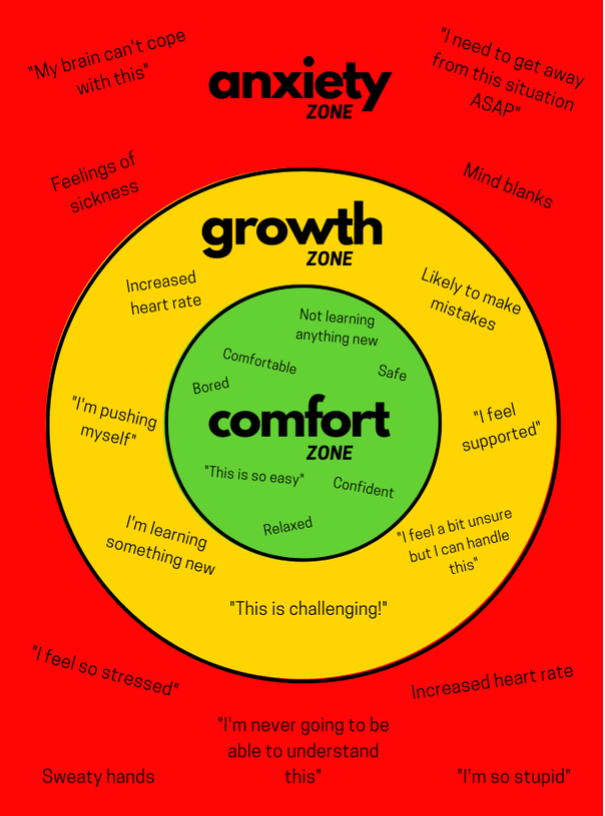 "My brain can't cope
with this"
anxiety
ZONE
"I need to get away
from this situation
ASAP"
Feelings of
sickness
Mind blanks
growth
ZONE
Increased
heart rate
Likely to make
mistakes
Not learning
anything new
Comfortable
Safe
Bored
"I'm pushing
myself"
comfort
ZONE
"I feel
supported"
"This is so easy"
Confident
Relaxed
I'm learning
something new
"I feel a bit unsure
but I can handle
this"
"This is challenging!"
"I feel so stressed"
Increased heart rate
"I'm never going to be
able to understand
this"
Sweaty hands
"I'm so stupid"